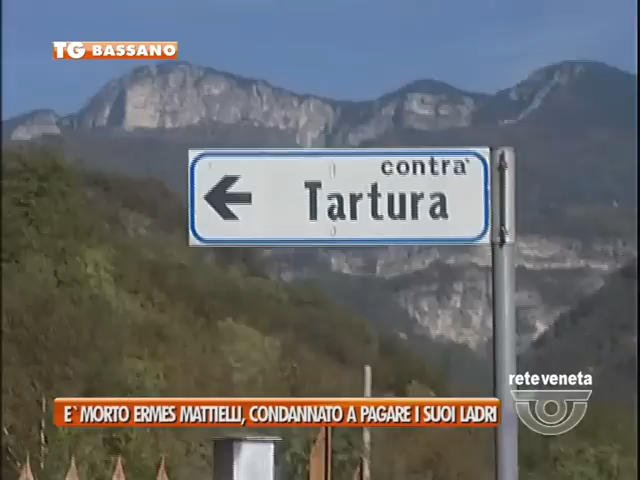 TG BASSANO
contra'
Tartura
rete veneta
E` MORTO ERMES MATTIELLI, CONDANNATO A PAGARE I SUOI LADRI